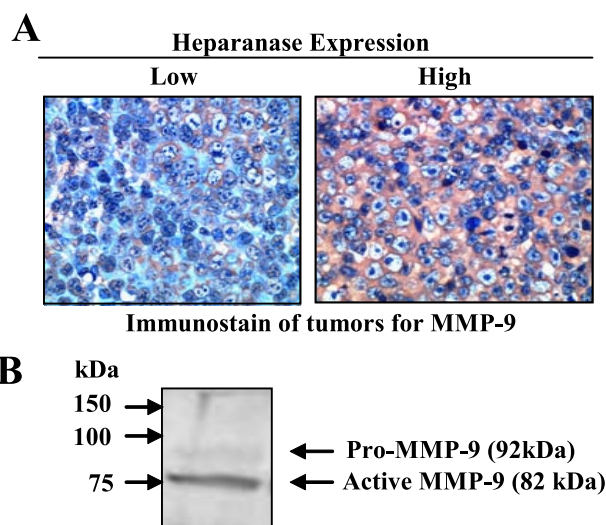 A
Heparanase Expression
Low High
Immunostain of tumors for MMP-9
B
kDa
150
100
Pro-MMP-9 (92kDa)
75
Active MMP-9 (82 kDa)